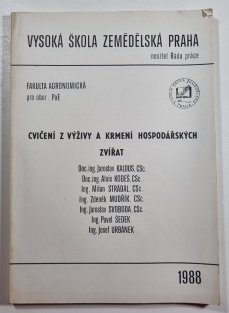 VYSOKÁ ŠKOLA ZEMĚDĚLSKÁ PRAHA
nositel Řádu práce
FAKULTA AGRONOMICKÁ
pro obor PaE
CVIČENÍ Z VÝŽIVY A KRMENÍ HOSPODÁŘSKÝCH
ZVÍŘAT
Doc.ing. Jaroslav KALOUS, CSc.
Doc.ing. Alois KODEŠ, CSc.
Ing. Milan STRÁDAL, CSc.
Ing. Zdeněk MUDŘÍK, CSc.
Ing. Jaroslav SVOBODA, CSc.
Ing. Pavel ŠEDEK
Ing. Josef URBÁNEK
1988